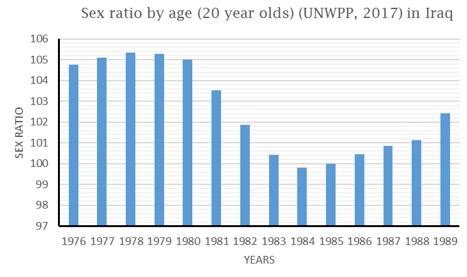 Sex ratio by age (20 year olds) (UNWPP, 2017) in Iraq
106
105
104
103
102
101
100
99
98
97
SEX RATIO
1976 1977 1978 1979 1980 1981 1982 1983 1984 1985 1986 1987 1988 1989
YEARS